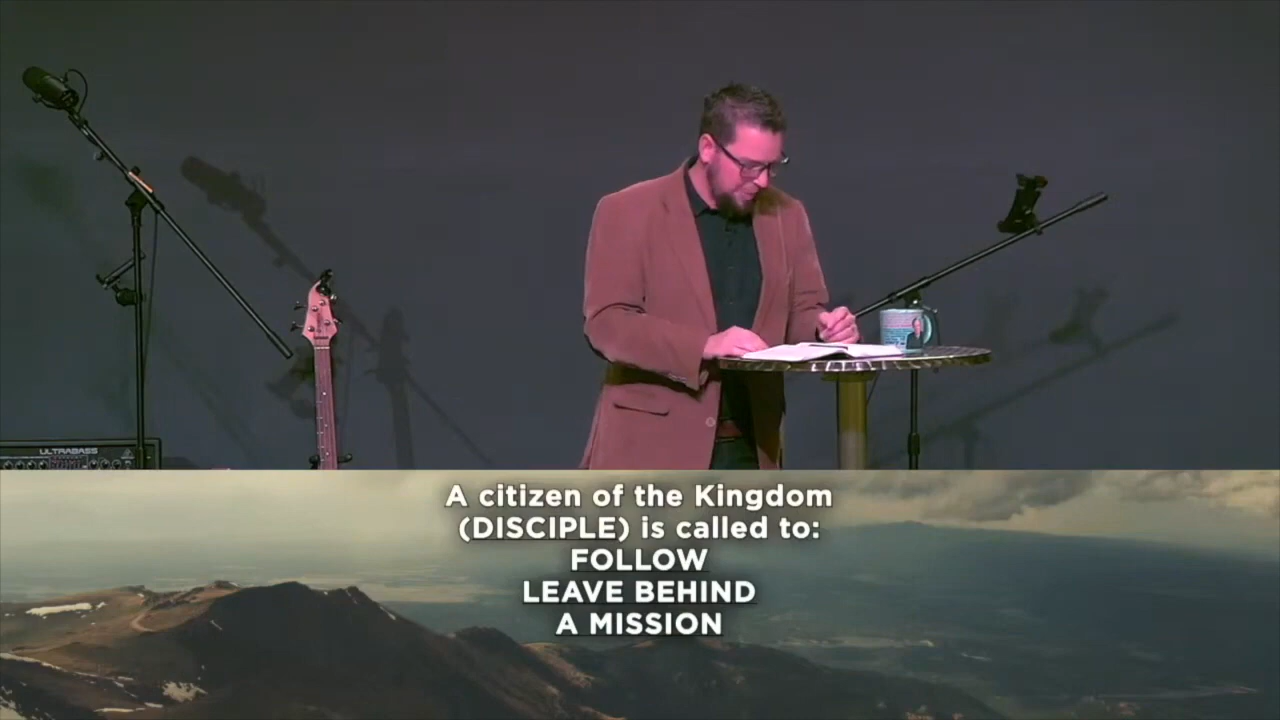 ULTRABASS
A citizen of the Kingdom
(DISCIPLE) is called to:
FOLLOW
LEAVE BEHIND
A MISSION